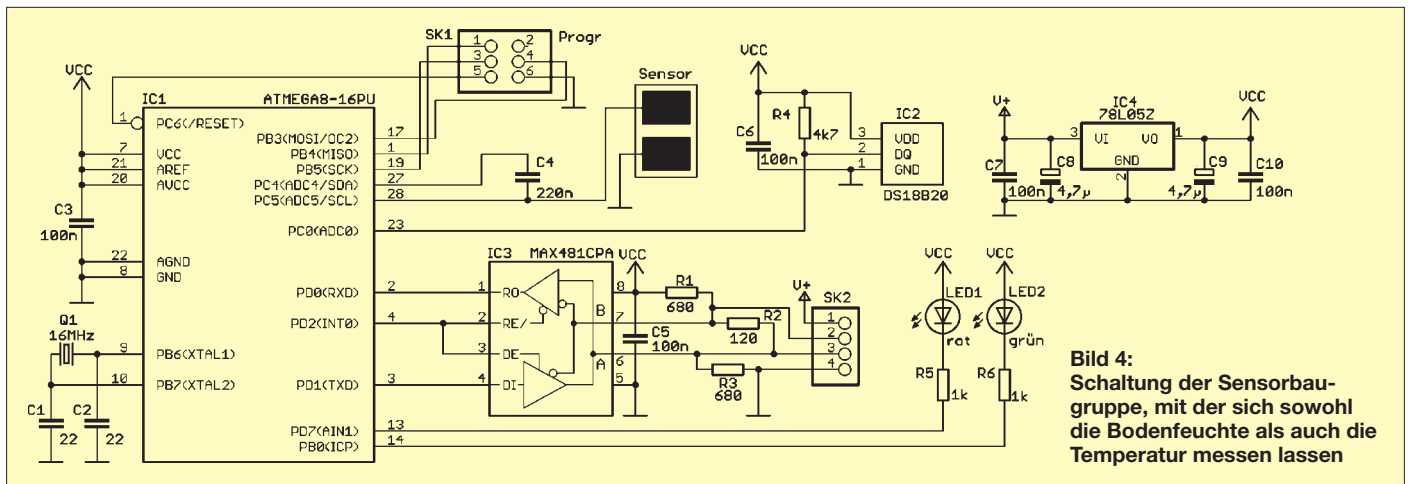 SK1 Progr
1 2
3 4
5 6
VCC
IC1 ATMEGA8-16PU
1 PC6(/RESET)
PB3(MOSI/OC2) 17
7 VCC PB4(MISO) 1
21 AREF PB5(SCK) 19
20 AVCC PC4(ADC4/SDA) 27
PC5(ADC5/SCL) 28
C3
100n
PC0(ADC0) 23
22 AGND
8 GND
PD0(RXD) 2
PD2(INT0) 4
Q1
16MHz
9 PB6(XTAL1)
10 PB7(XTAL2) PD1(TXD) 3
C1 C2
22 22
PD7(AIN1) 13
PB0(ICP) 14
C4
220n
Sensor
VCC
C6
100n
R4
4k7
IC2
3 VDD
2 DQ
1 GND
DS18B20
V+ IC4 VCC
78L05Z
3 VI VO 1
GND
2
C7 C8 C9 C10
100n 4,7µ 4,7µ 100n
IC3 MAX481CPA VCC
1 RO 8
2 RE/ B 7
3 DE A 6
4 DI 5
R1
680
R2
120
C5
100n
R3
680
V+
SK2
1
2
3
4
VCC VCC
LED1 LED2
rot grün
R5 R6
1k 1k
Bild 4:
Schaltung der Sensorbau-
gruppe, mit der sich sowohl
die Bodenfeuchte als auch die
Temperatur messen lassen